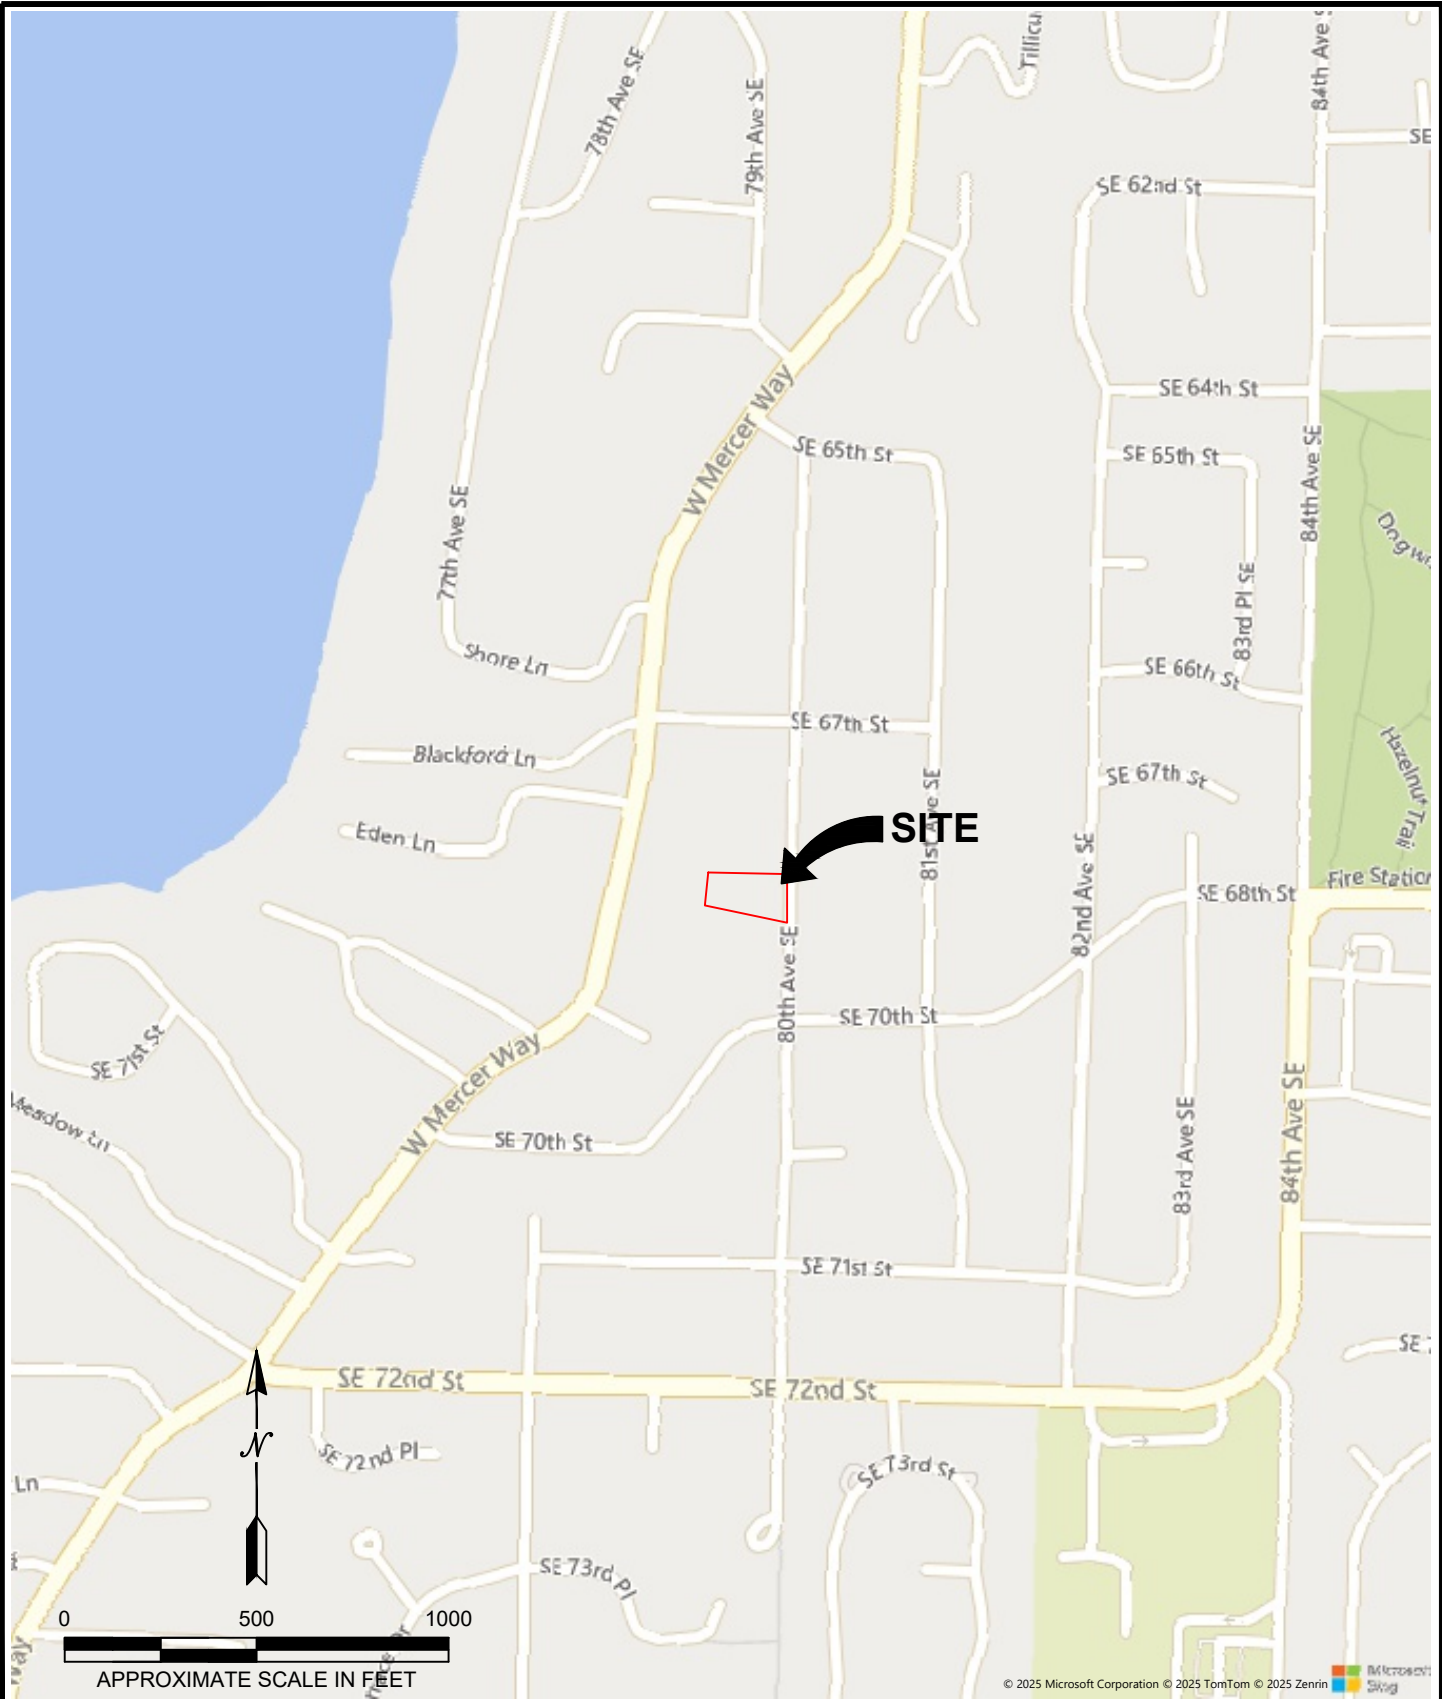 78th Ave SE
79th Ave SE
84th Ave
SE
SE 62nd St
W Mercer Way
SE 64th St
SE 65th St
SE 65th St
84th Ave SE
77th Ave SE
83rd Pl SE
Shore Ln
SE 66th St
SE 67th St
Hazelnut Trail
Blackford Ln
SE 67th St
81st Ave SE
SITE
Eden Ln
82nd Ave SE
Fire Station
SE 68th St
80th Ave SE
SE 70th St
SE 71st St
W Mercer Way
Meadow Ln
SE 70th St
84th Ave SE
83rd Ave SE
SE 71st St
SE
SE 72nd St
SE 72nd St
N
SE 72nd Pl
SE 73rd St
Ln
SE 73rd Pl
0 500 1000
Way
APPROXIMATE SCALE IN FEET
© 2025 Microsoft Corporation © 2025 TomTom © 2025 Zenrin
Microsoft
Bing